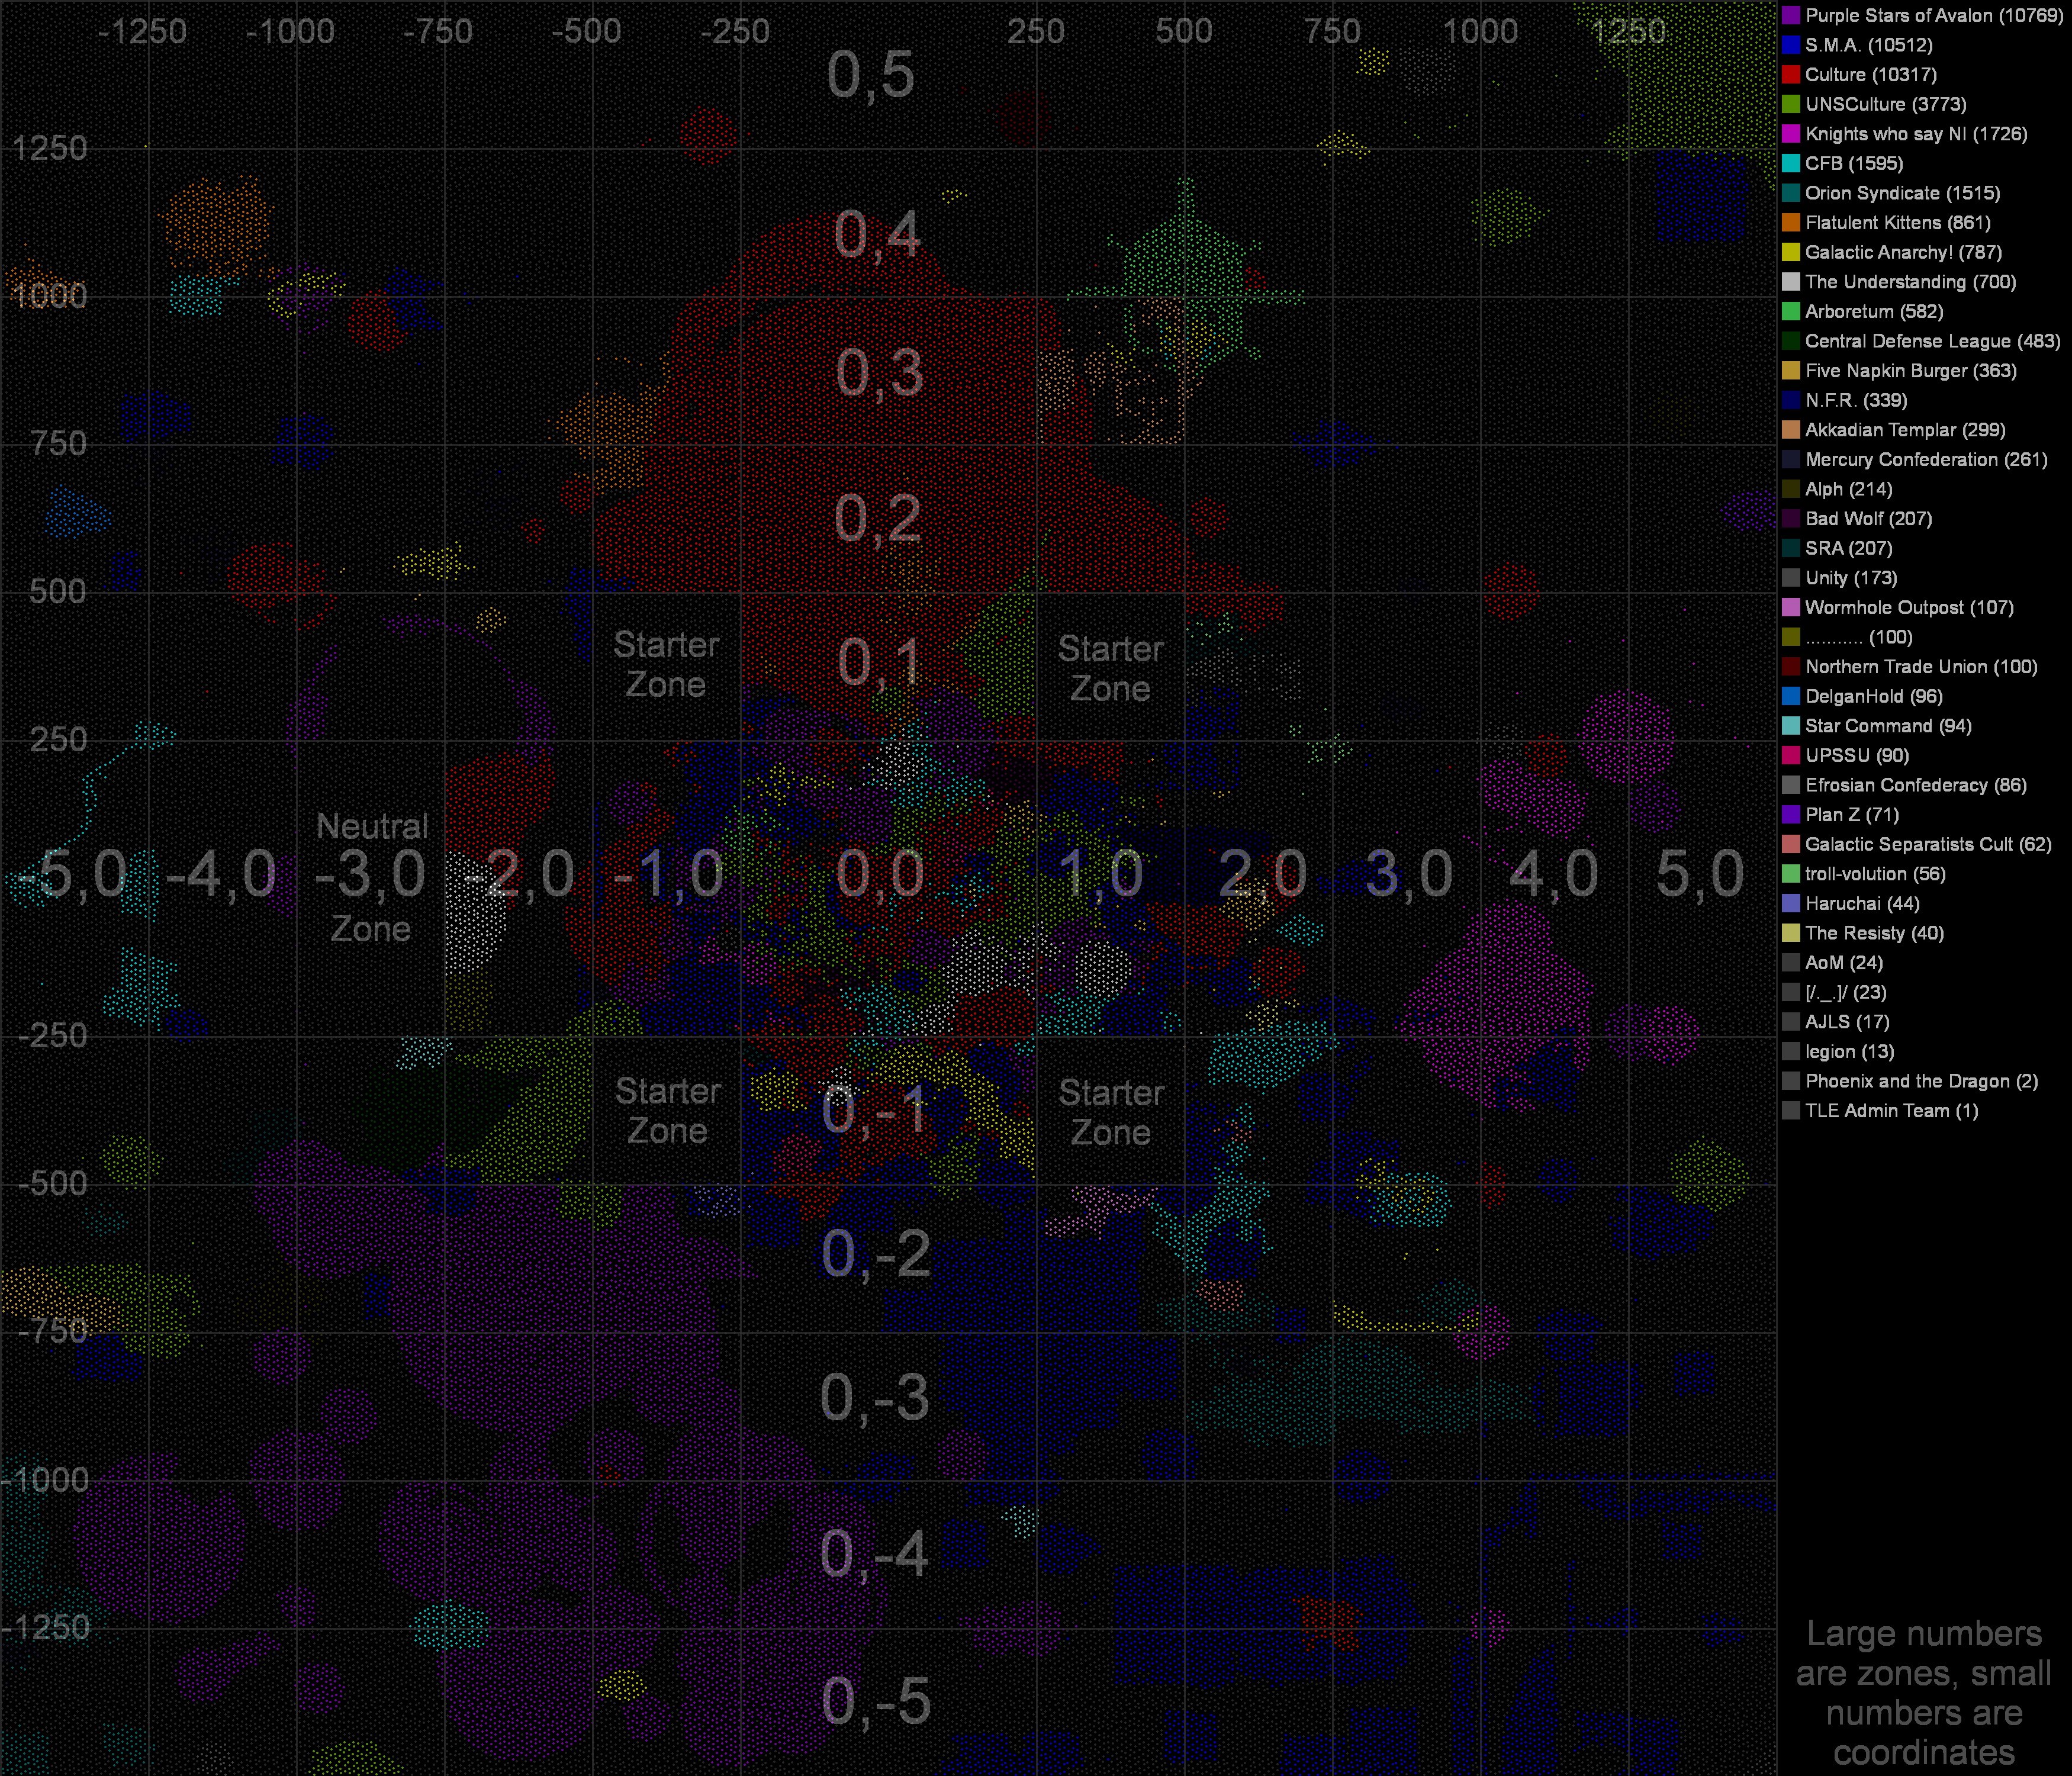 -1250 -1000 -750 -500 -250 250 500 750 1000 1250
0,5
1250
0,4
1000
0,3
750
0,2
500
Starter
Zone
0,1
Starter
Zone
250
Neutral
Zone
-5,0 -4,0 -3,0 -2,0 -1,0 0,0 1,0 2,0 3,0 4,0 5,0
-250
Starter
Zone
0,-1
Starter
Zone
-500
0,-2
-750
0,-3
-1000
0,-4
-1250
0,-5
Purple Stars of Avalon (10769)
S.M.A. (10512)
Culture (10317)
UNSCulture (3773)
Knights who say NI (1726)
CFB (1595)
Orion Syndicate (1515)
Flatulent Kittens (861)
Galactic Anarchy! (787)
The Understanding (700)
Arboretum (582)
Central Defense League (483)
Five Napkin Burger (363)
N.F.R. (339)
Akkadian Templar (299)
Mercury Confederation (261)
Alph (214)
Bad Wolf (207)
SRA (207)
Unity (173)
Wormhole Outpost (107)
........... (100)
Northern Trade Union (100)
DelganHold (96)
Star Command (94)
UPSSU (90)
Efrosian Confederacy (86)
Plan Z (71)
Galactic Separatists Cult (62)
troll-volution (56)
Haruchai (44)
The Resisty (40)
AoM (24)
[/._.]/ (23)
AJLS (17)
legion (13)
Phoenix and the Dragon (2)
TLE Admin Team (1)
Large numbers
are zones, small
numbers are
coordinates